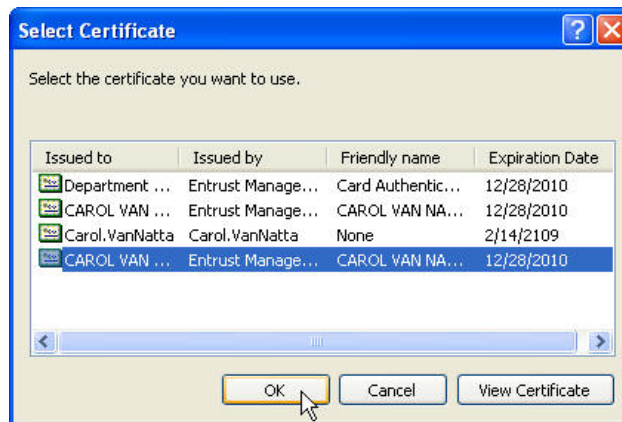 Select Certificate
Select the certificate you want to use.
Issued to Issued by Friendly name Expiration Date
Department ... Entrust Manage... Card Authentic... 12/28/2010
CAROL VAN ... Entrust Manage... CAROL VAN NA... 12/28/2010
Carol.VanNatta Carol.VanNatta None 2/14/2109
CAROL VAN ... Entrust Manage... CAROL VAN NA... 12/28/2010
OK Cancel View Certificate